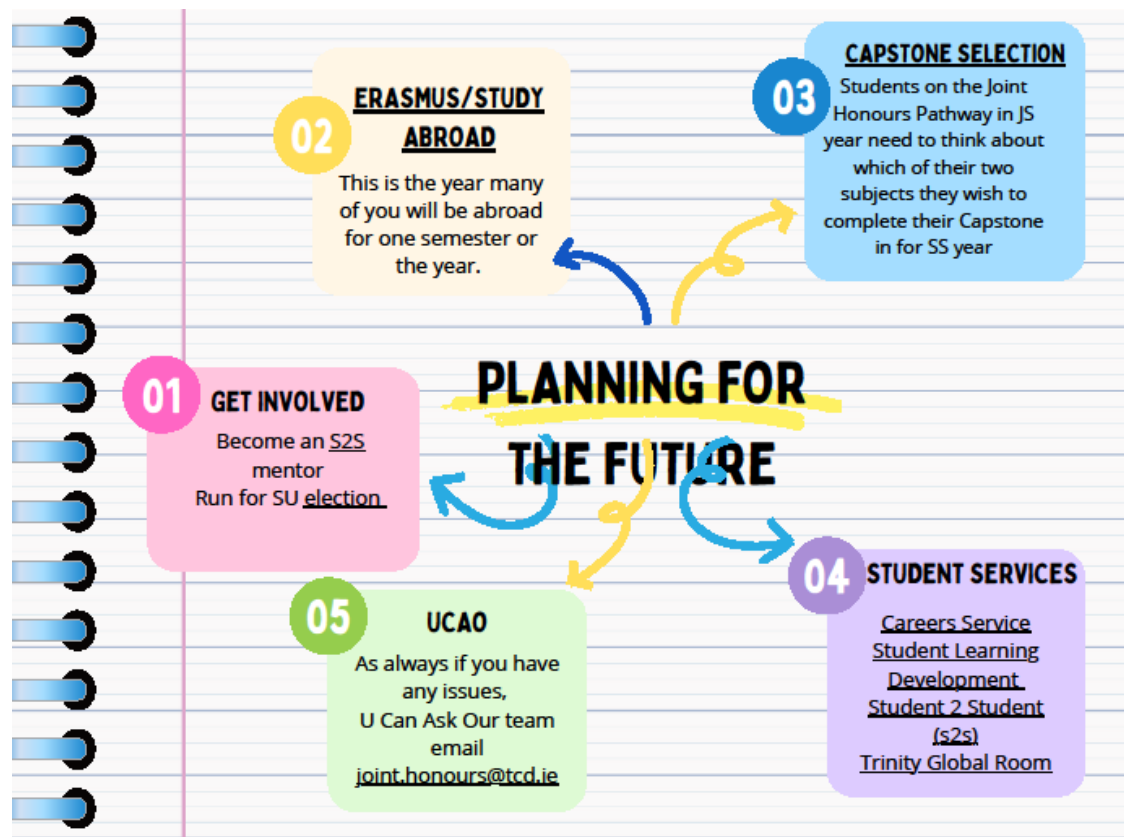 PLANNING FOR
THE FUTURE
01
GET INVOLVED
Become an S2S
mentor
Run for SU election
02
ERASMUS/STUDY
ABROAD
This is the year many
of you will be abroad
for one semester or
the year.
03
CAPSTONE SELECTION
Students on the Joint
Honours Pathway in JS
year need to think about
which of their two
subjects they wish to
complete their Capstone
in for SS year
04
STUDENT SERVICES
Careers Service
Student Learning
Development
Student 2 Student
(s2s)
Trinity Global Room
05
UCAO
As always if you have
any issues,
U Can Ask Our team
email
joint.honours@tcd.ie